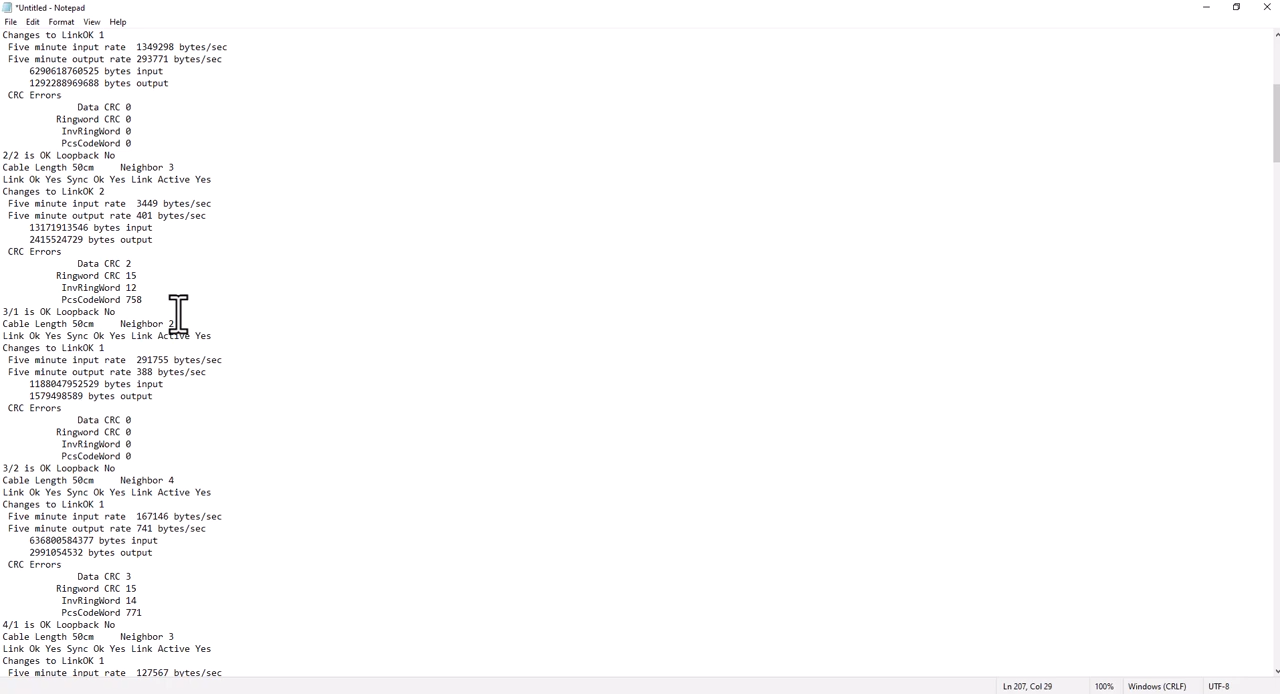 *Untitled - Notepad
File Edit Format View Help
Changes to LinkOK 1
Five minute input rate 1349298 bytes/sec
Five minute output rate 293771 bytes/sec
6290618760525 bytes input
1292288969688 bytes output
CRC Errors
Data CRC 0
Ringword CRC 0
InvRingWord 0
PcsCodeWord 0
2/2 is OK Loopback No
Cable Length 50cm Neighbor 3
Link Ok Yes Sync Ok Yes Link Active Yes
Changes to LinkOK 2
Five minute input rate 3449 bytes/sec
Five minute output rate 401 bytes/sec
13171913546 bytes input
2415524729 bytes output
CRC Errors
Data CRC 2
Ringword CRC 15
InvRingWord 12
PcsCodeWord 758
3/1 is OK Loopback No
Cable Length 50cm Neighbor 2
Link Ok Yes Sync Ok Yes Link Active Yes
Changes to LinkOK 1
Five minute input rate 291755 bytes/sec
Five minute output rate 388 bytes/sec
1188047952529 bytes input
1579498589 bytes output
CRC Errors
Data CRC 0
Ringword CRC 0
InvRingWord 0
PcsCodeWord 0
3/2 is OK Loopback No
Cable Length 50cm Neighbor 4
Link Ok Yes Sync Ok Yes Link Active Yes
Changes to LinkOK 1
Five minute input rate 167146 bytes/sec
Five minute output rate 741 bytes/sec
636800584377 bytes input
2991054532 bytes output
CRC Errors
Data CRC 3
Ringword CRC 15
InvRingWord 14
PcsCodeWord 771
4/1 is OK Loopback No
Cable Length 50cm Neighbor 3
Link Ok Yes Sync Ok Yes Link Active Yes
Changes to LinkOK 1
Five minute input rate 127567 bytes/sec
Ln 207, Col 29 100% Windows (CRLF) UTF-8